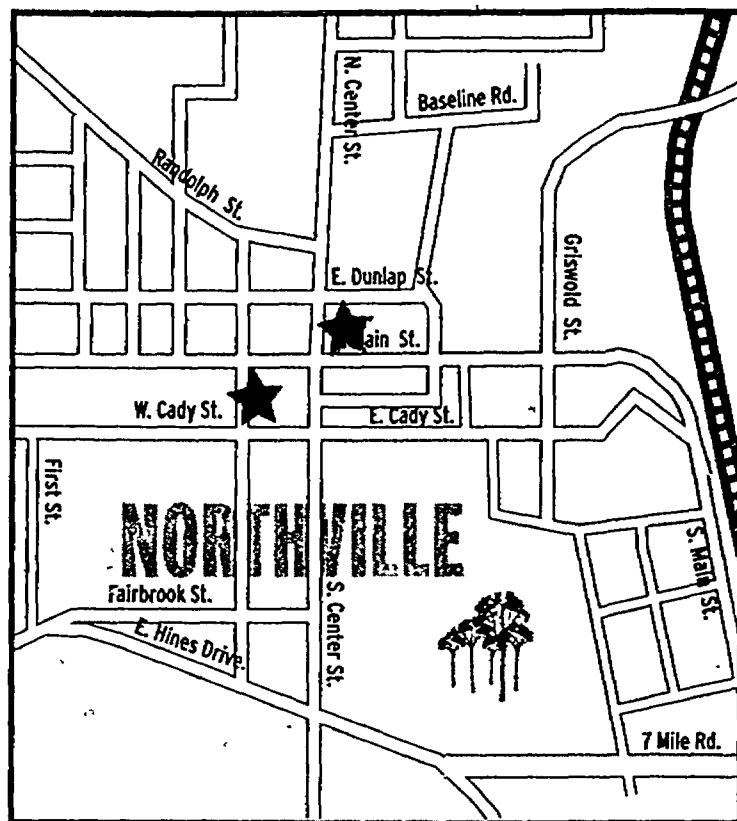 N. Center St.
Baseline Rd.
Randolph St.
Griswold St.
E. Dunlap St.
ain St.
W. Cady St.
E. Cady St.
First St.
NORTHVILLE
S. Main St.
Fairbrook St.
S. Center St.
E. Hines Drive.
7 Mile Rd.